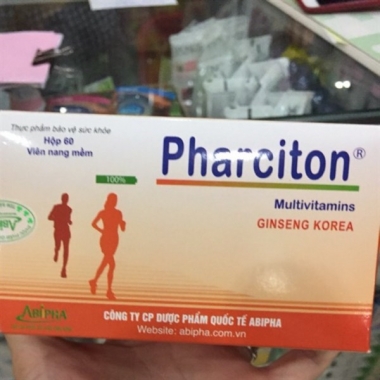 Thực phẩm bảo vệ sức khỏe
Hộp 60
Viên nang mềm
Pharciton®
100%
Multivitamins
GINSENG KOREA
ABIPHA
CÔNG TY CP DƯỢC PHẨM QUỐC TẾ ABIPHA
Website: abipha.com.vn